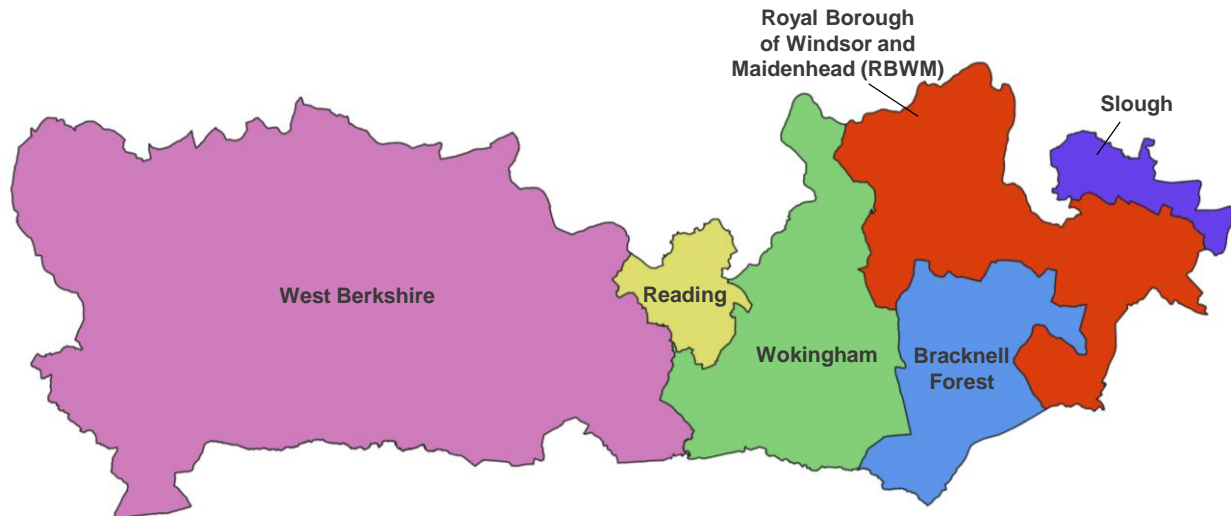 Royal Borough
of Windsor and
Maidenhead (RBWM)
Slough
West Berkshire
Reading
Wokingham
Bracknell
Forest